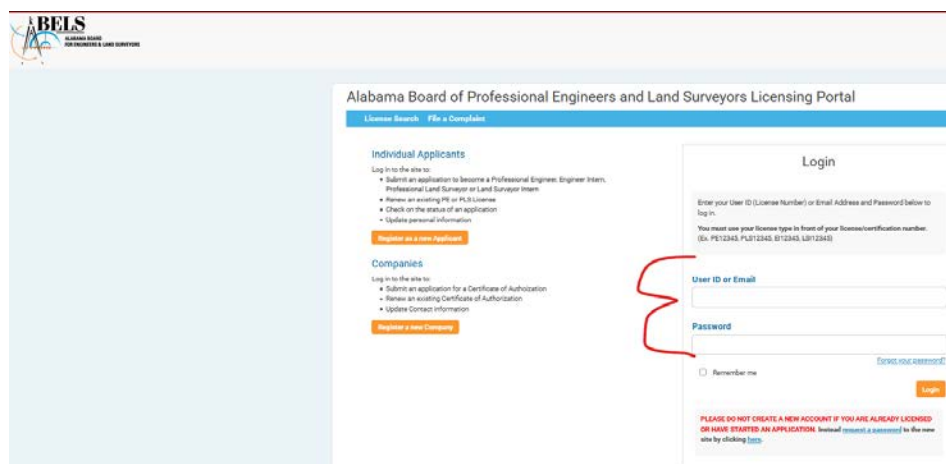 BELS
ALABAMA BOARD
FOR ENGINEERS & LAND SURVEYORS
Alabama Board of Professional Engineers and Land Surveyors Licensing Portal
License Search File a Complaint
Individual Applicants
Log in to the site to:
• Submit an application to become a Professional Engineer, Engineer Intern,
Professional Land Surveyor or Land Surveyor Intern
• Renew an existing PE or PLS License
• Check on the status of an application
• Update personal information
Register as a new Applicant
Companies
Log in to the site to:
• Submit an application for a Certificate of Authorization
• Renew an existing Certificate of Authorization
• Update Contact Information
Register a new Company
Login
Enter your User ID (License Number) or Email Address and Password below to
log in.
You must use your license type in front of your license/certification number.
(Ex. PE12345, PLS12345, EI12345, LSI12345)
User ID or Email
Password
Forgot your password?
Remember me
Login
PLEASE DO NOT CREATE A NEW ACCOUNT IF YOU ARE ALREADY LICENSED
OR HAVE STARTED AN APPLICATION. Instead request a password to the new
site by clicking here.